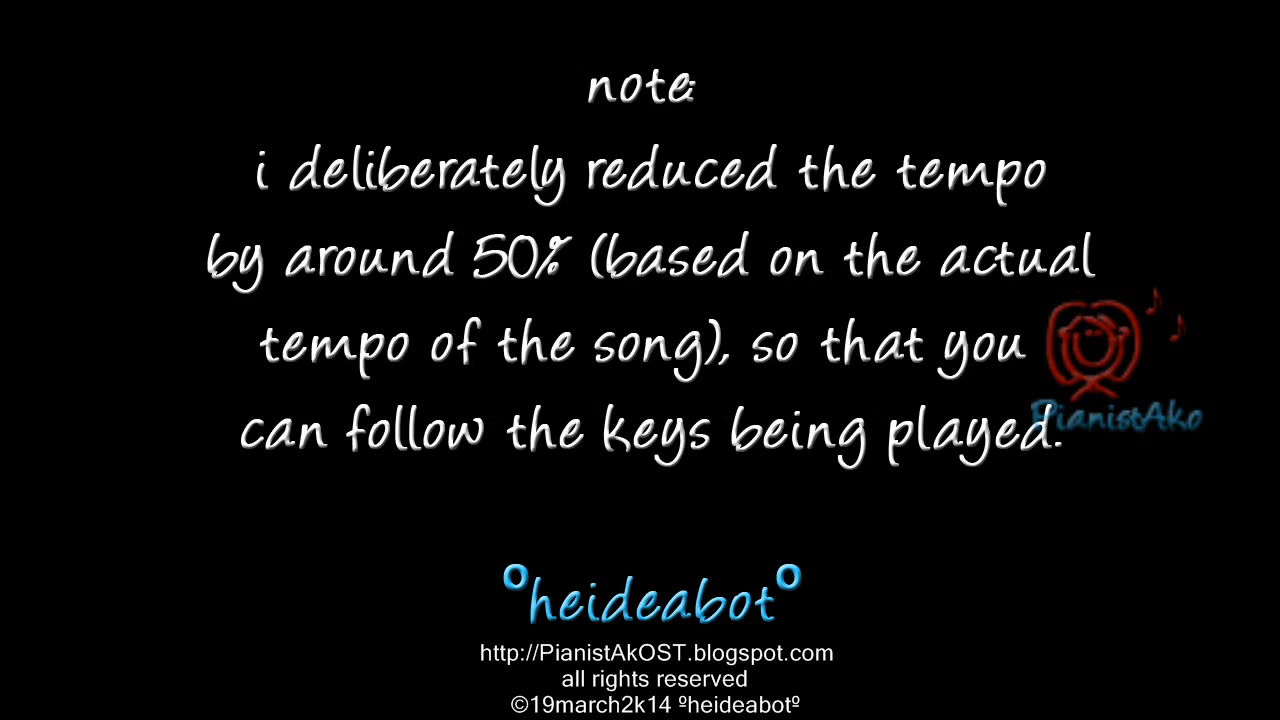 note:
i deliberately reduced the tempo
by around 50% (based on the actual
tempo of the song), so that you
can follow the keys being played.
PianistAko
ºheideabotº
http://PianistAkOST.blogspot.com
all rights reserved
©19march2k14 ºheideabotº